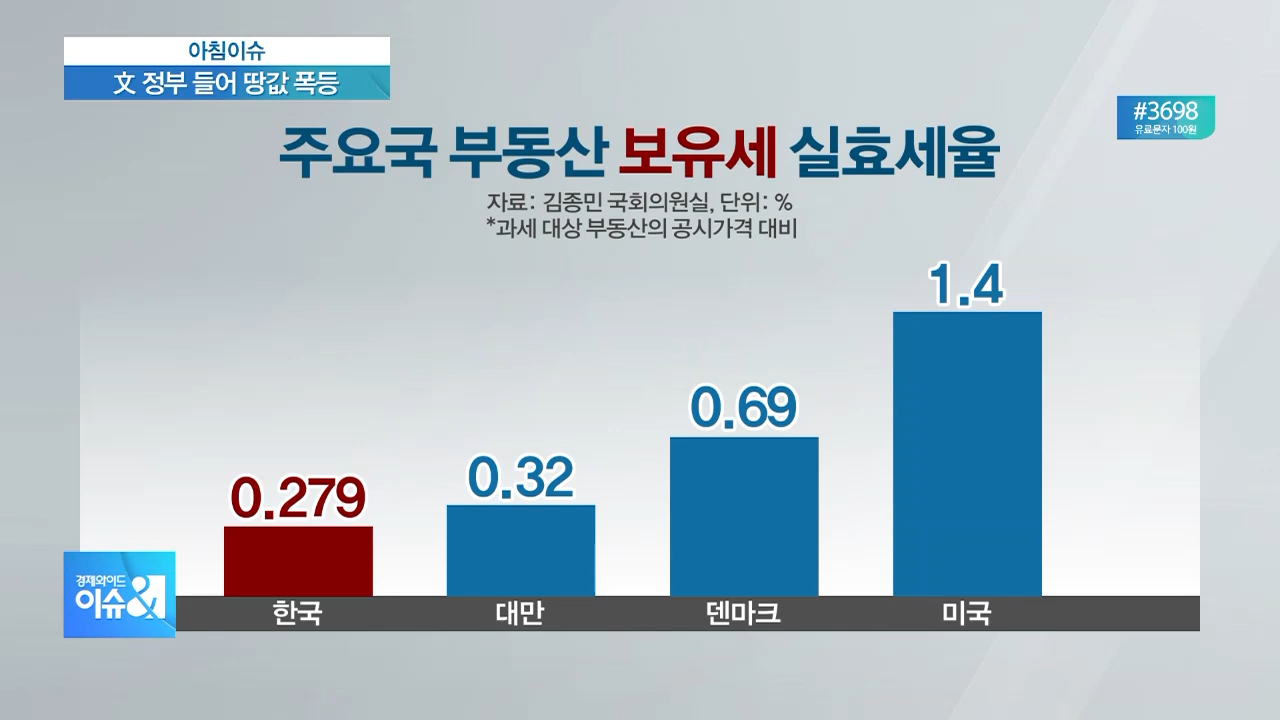 아침이슈
文 정부 들어 땅값 폭등
#3698
유료문자 100원
주요국 부동산 보유세 실효세율
자료: 김종민 국회의원실, 단위: %
*과세 대상 부동산의 공시가격 대비
0.279
0.32
0.69
1.4
한국
대만
덴마크
미국
경제와이드
이슈&